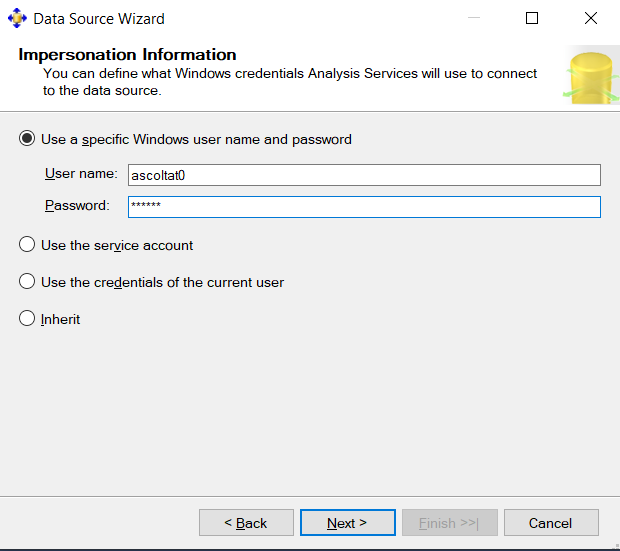 Data Source Wizard
Impersonation Information
You can define what Windows credentials Analysis Services will use to connect
to the data source.
Use a specific Windows user name and password
User name: ascoltat0
Password: ******
Use the service account
Use the credentials of the current user
Inherit
< Back Next > Finish >>| Cancel